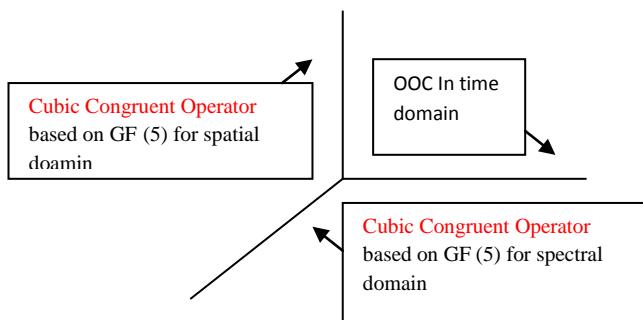 Cubic Congruent Operator
based on GF (5) for spatial
doamin
OOC In time
domain
Cubic Congruent Operator
based on GF (5) for spectral
domain